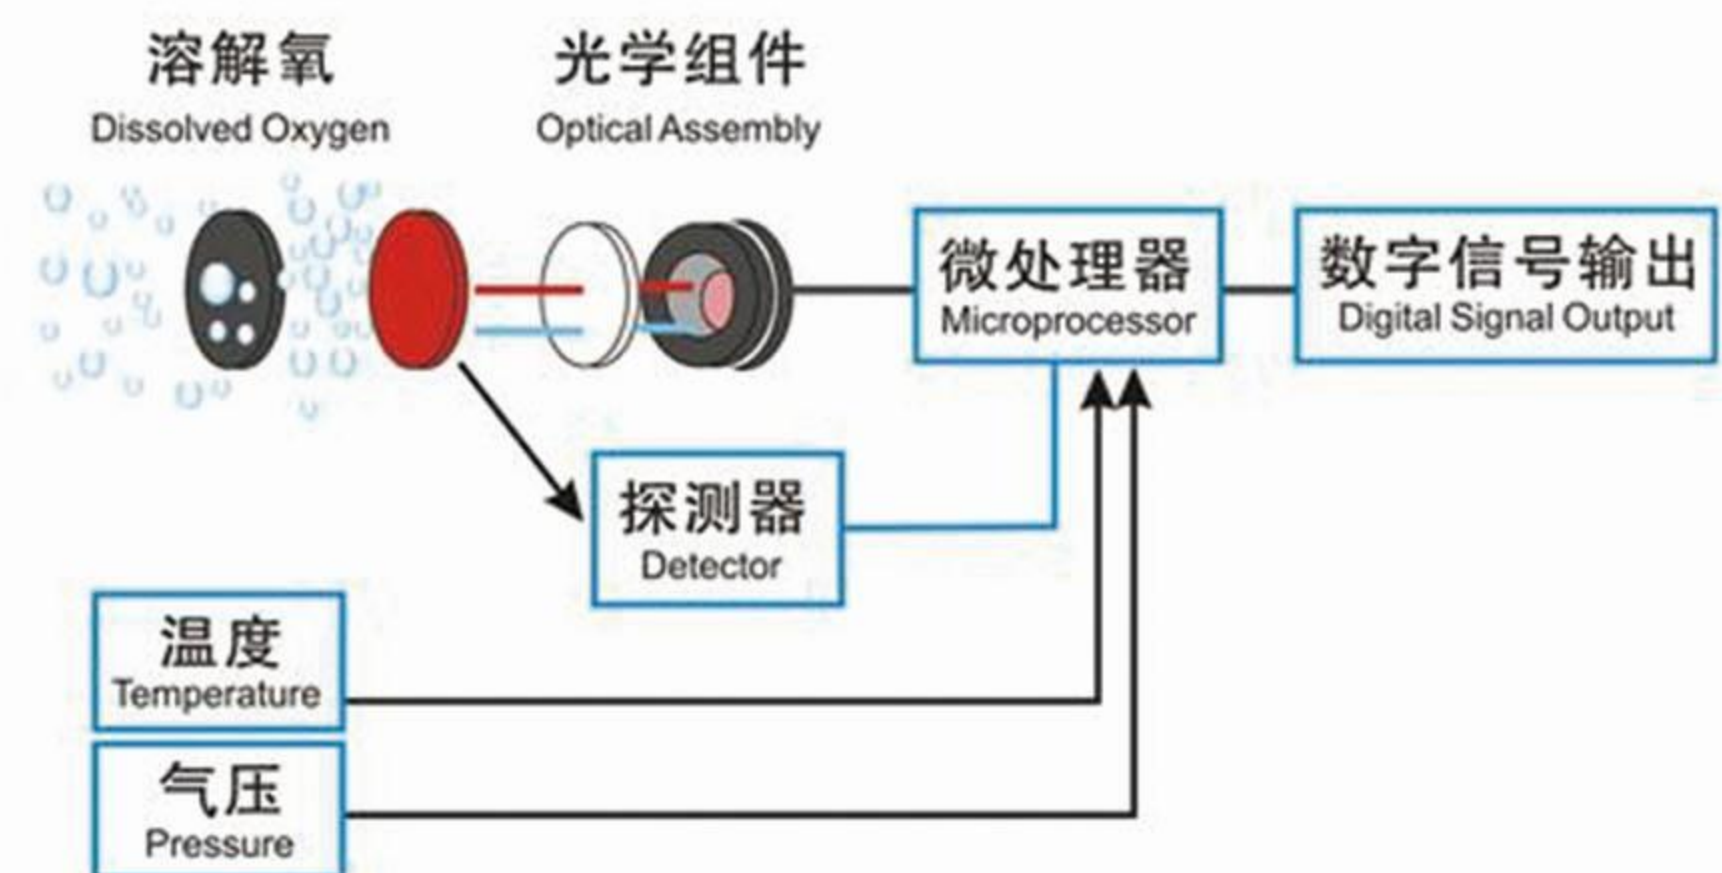 溶解氧
Dissolved Oxygen
光学组件
Optical Assembly
微处理器
Microprocessor
数字信号输出
Digital Signal Output
探测器
Detector
温度
Temperature
气压
Pressure